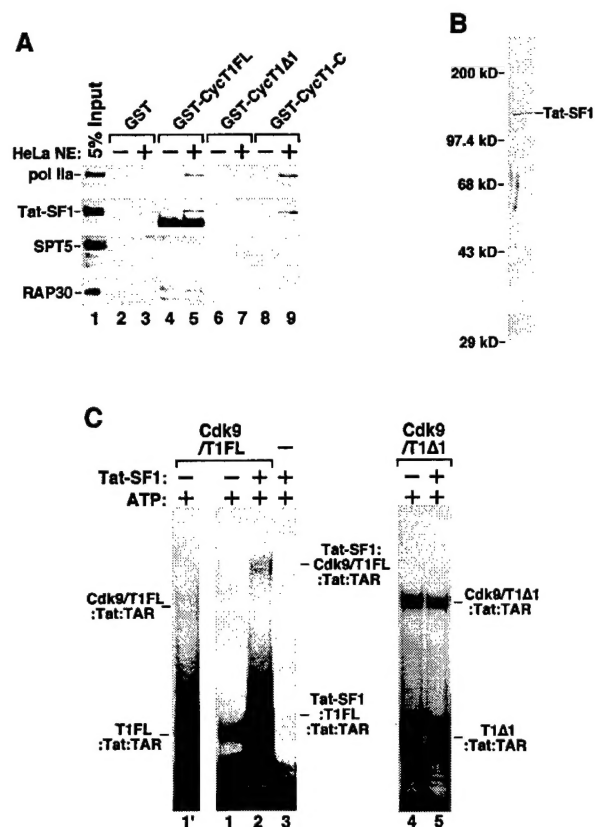 A
5% Input
GST
GST-CycT1FL
GST-CycT1Δ1
GST-CycT1-C
HeLa NE: − + − + − + − +
pol IIa
Tat-SF1
SPT5
RAP30
1 2 3 4 5 6 7 8 9
B
200 kD
Tat-SF1
97.4 kD
68 kD
43 kD
29 kD
C
Cdk9
/T1FL
−
Tat-SF1: − − + +
ATP: + + + +
Cdk9/T1FL
:Tat:TAR
T1FL
:Tat:TAR
Tat-SF1:
Cdk9/T1FL
:Tat:TAR
Tat-SF1
:T1FL
:Tat:TAR
1' 1 2 3
Cdk9
/T1Δ1
− +
+ +
Cdk9/T1Δ1
:Tat:TAR
T1Δ1
:Tat:TAR
4 5